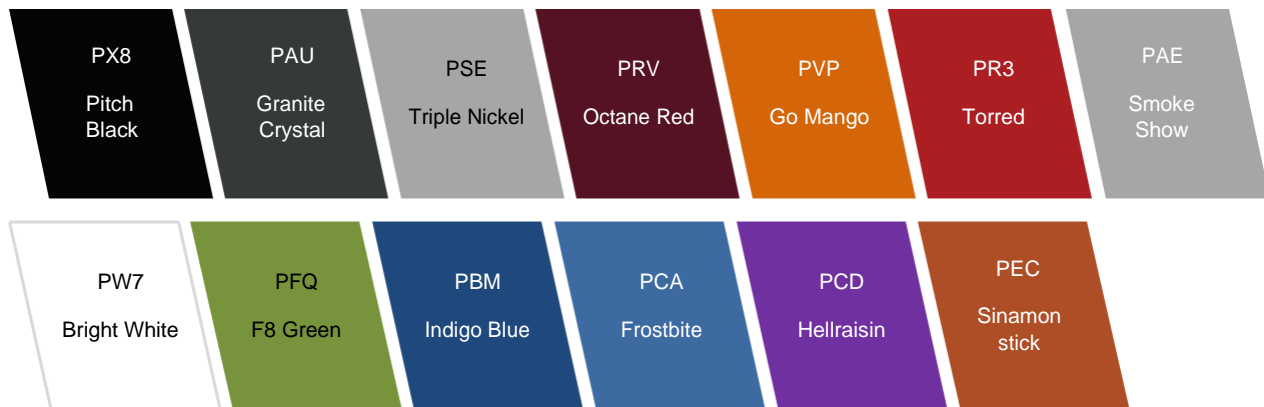 PX8
Pitch
Black
PAU
Granite
Crystal
PSE
Triple Nickel
PRV
Octane Red
PVP
Go Mango
PR3
Torred
PAE
Smoke
Show
PW7
Bright White
PFQ
F8 Green
PBM
Indigo Blue
PCA
Frostbite
PCD
Hellraisin
PEC
Sinamon
stick